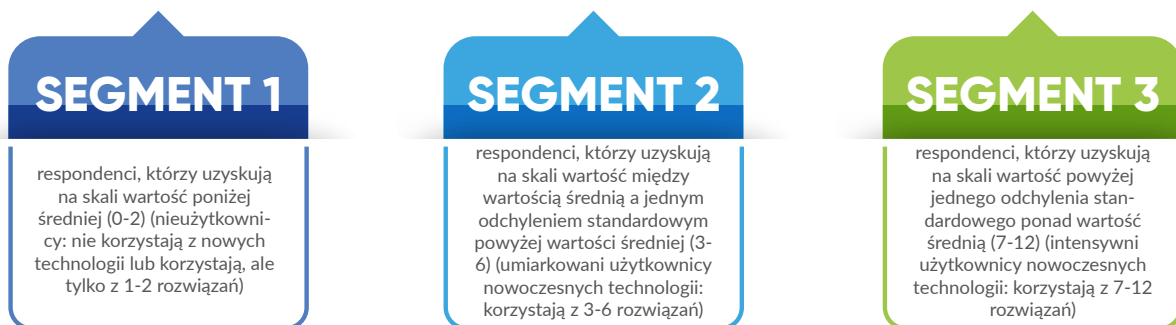 SEGMENT 1
respondenci, którzy uzyskują
na skali wartość poniżej
średniej (0-2) (nieużytkowni-
cy: nie korzystają z nowych
technologii lub korzystają, ale
tylko z 1-2 rozwiązań)
SEGMENT 2
respondenci, którzy uzyskują
na skali wartość między
wartością średnią a jednym
odchyleniem standardowym
powyżej wartości średniej (3-
6) (umiarkowani użytkownicy
nowoczesnych technologii:
korzystają z 3-6 rozwiązań)
SEGMENT 3
respondenci, którzy uzyskują
na skali wartość powyżej
jednego odchylenia stan-
dardowego ponad wartość
średnią (7-12) (intensywni
użytkownicy nowoczesnych
technologii: korzystają z 7-12
rozwiązań)